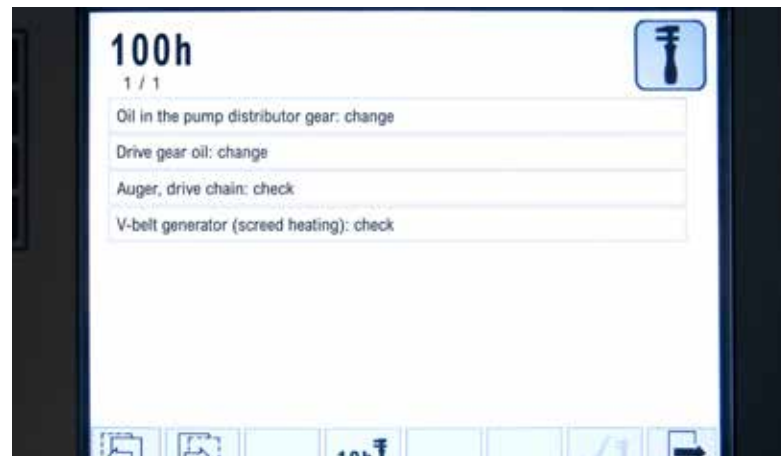 100h
1 / 1
Oil in the pump distributor gear: change
Drive gear oil: change
Auger, drive chain: check
V-belt generator (screed heating): check